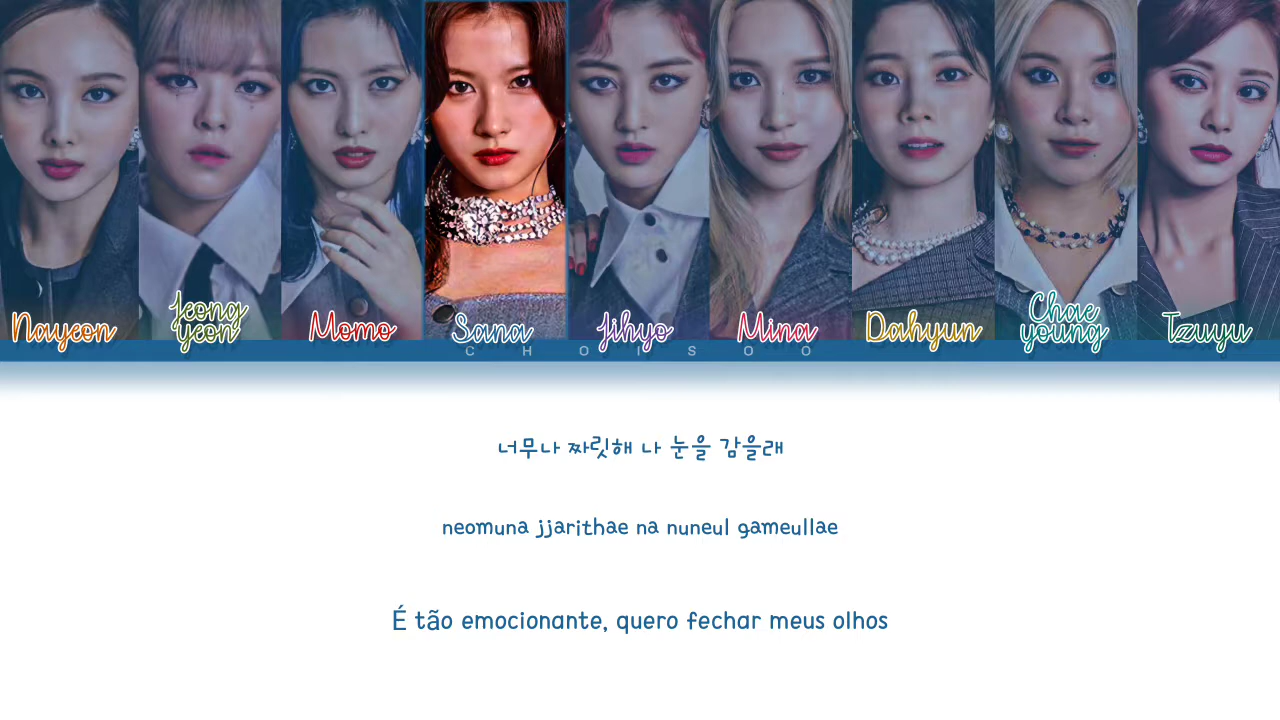 Nayeon
Jeong
yeon
Momo
Sana
Jihyo
Mina
Dahyun
Chae
young
Tzuyu
CHOISOO
너무나 짜릿해 나 눈을 감을래
neomuna jjarithae na nuneul gameullae
É tão emocionante, quero fechar meus olhos